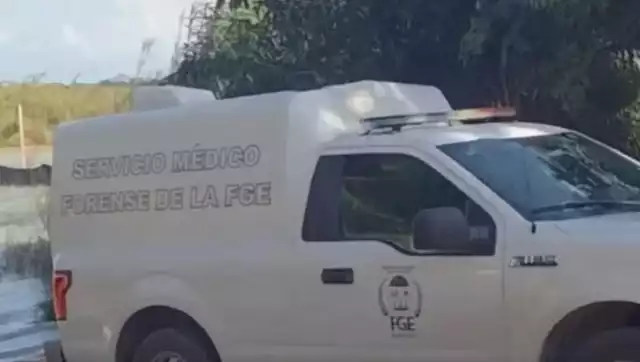 SERVICIO MÉDICO
FORENSE DE LA FGE
FGE